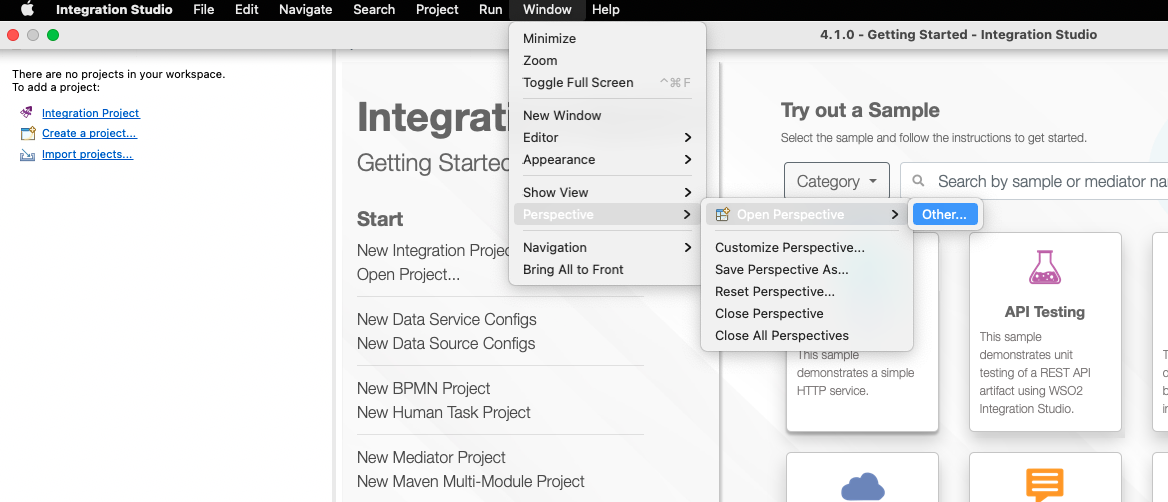 Integration Studio File Edit Navigate Search Project Run Window Help
4.1.0 - Getting Started - Integration Studio
There are no projects in your workspace.
To add a project:
Integration Project
Create a project...
Import projects...
Integrati
Getting Started
Start
New Integration Project
Open Project...
New Data Service Configs
New Data Source Configs
New BPMN Project
New Human Task Project
New Mediator Project
New Maven Multi-Module Project
Minimize
Zoom
Toggle Full Screen ^⌘F
New Window
Editor
Appearance
Show View
Perspective
Navigation
Bring All to Front
Open Perspective
Customize Perspective...
Save Perspective As...
Reset Perspective...
Close Perspective
Close All Perspectives
Other...
Try out a Sample
Select the sample and follow the instructions to get started.
Category
Search by sample or mediator na
This sample
demonstrates a simple
HTTP service.
API Testing
This sample
demonstrates unit
testing of a REST API
artifact using WSO2
Integration Studio.